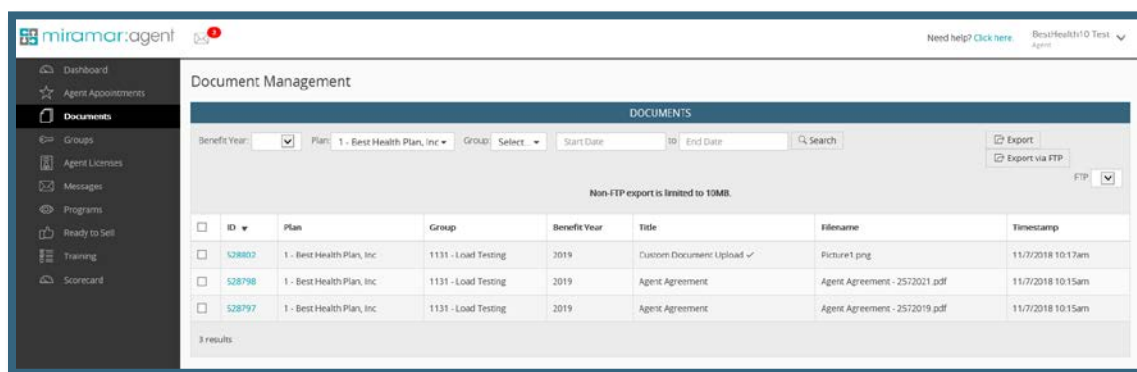 miramar:agent
3
Need help? Click here.
BestHealth10 Test
Agent
Dashboard
Agent Appointments
Documents
Groups
Agent Licenses
Messages
Programs
Ready to Sell
Training
Scorecard
Document Management
DOCUMENTS
Benefit Year: Plan: 1 - Best Health Plan, Inc Group: Select... Start Date to End Date Search
Export
Export via FTP
FTP
Non-FTP export is limited to 10MB.
ID Plan Group Benefit Year Title Filename Timestamp
528802 1 - Best Health Plan, Inc 1131 - Load Testing 2019 Custom Document Upload ✓ Picture1.png 11/7/2018 10:17am
528798 1 - Best Health Plan, Inc 1131 - Load Testing 2019 Agent Agreement Agent Agreement - 2572021.pdf 11/7/2018 10:15am
528797 1 - Best Health Plan, Inc 1131 - Load Testing 2019 Agent Agreement Agent Agreement - 2572019.pdf 11/7/2018 10:15am
3 results